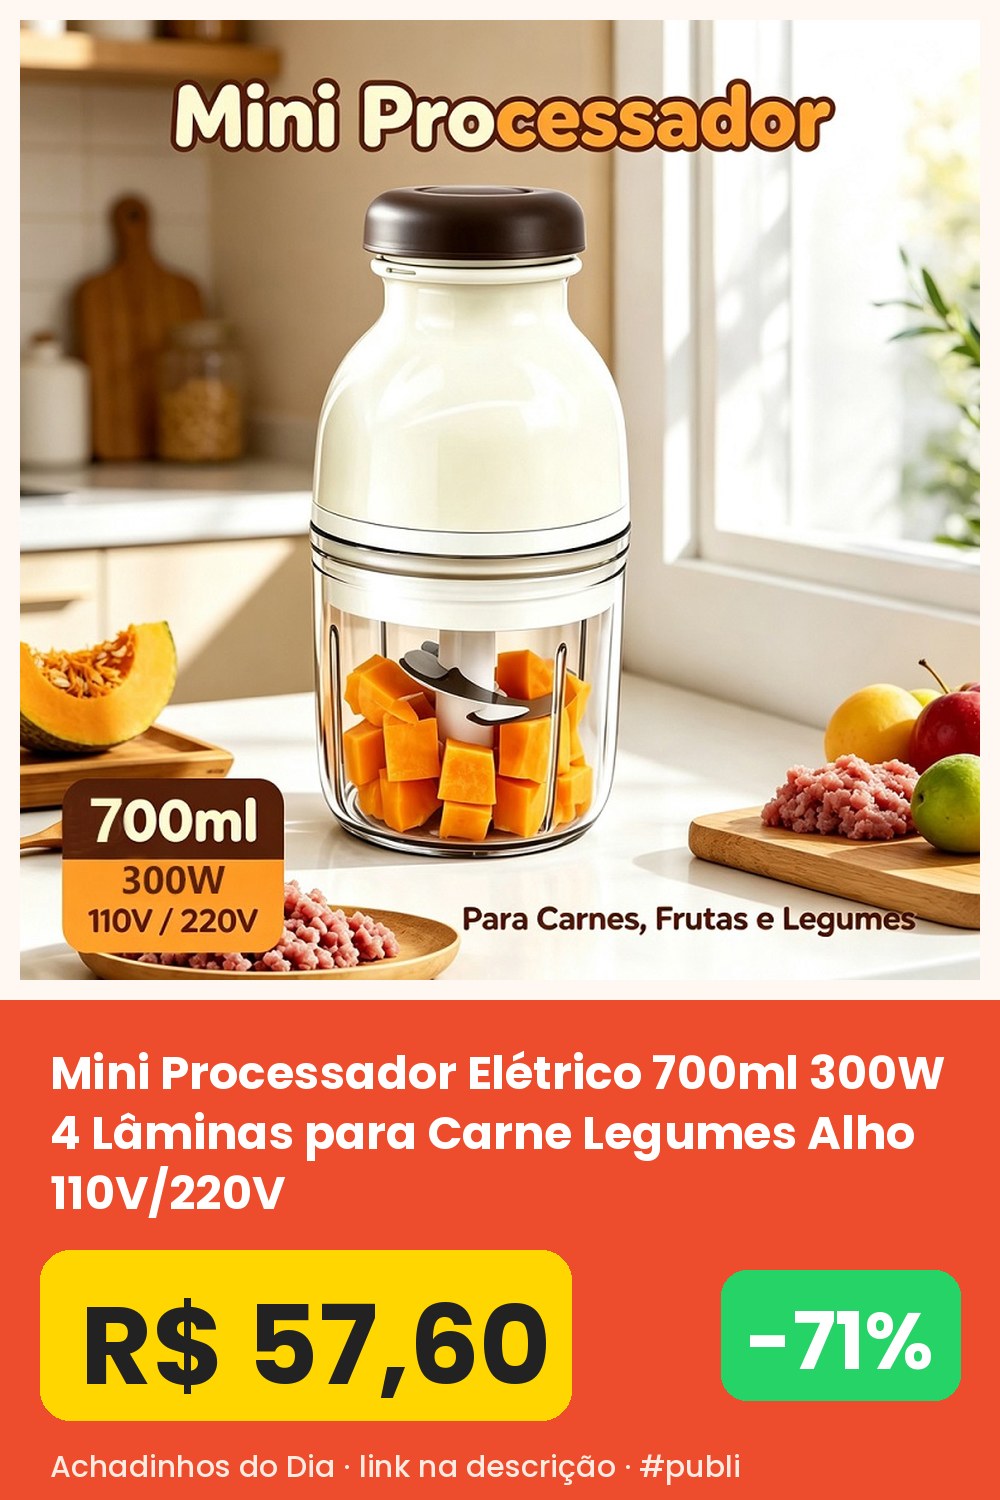 Mini Processador
700ml
300W
110V / 220V
Para Carnes, Frutas e Legumes
Mini Processador Elétrico 700ml 300W
4 Lâminas para Carne Legumes Alho
110V/220V
R$ 57,60
-71%
Achadinhos do Dia · link na descrição · #publi